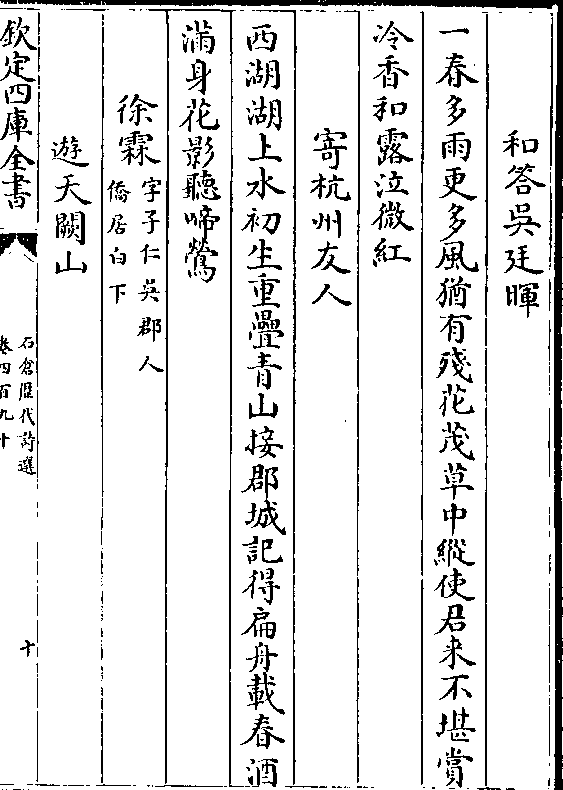 和答吳廷暉
一春多雨更多風猶有殘花茂草中縱使君来不堪賞
冷香和露泣微紅
寄杭州友人
西湖湖上水初生重疊青山接郡城記得扁舟載春酒
滿身花影聽啼鶯
徐霖字子仁吳郡人
僑居白下
遊天闕山
欽定四庫全書
石倉歴代詩選
卷四百九十
十